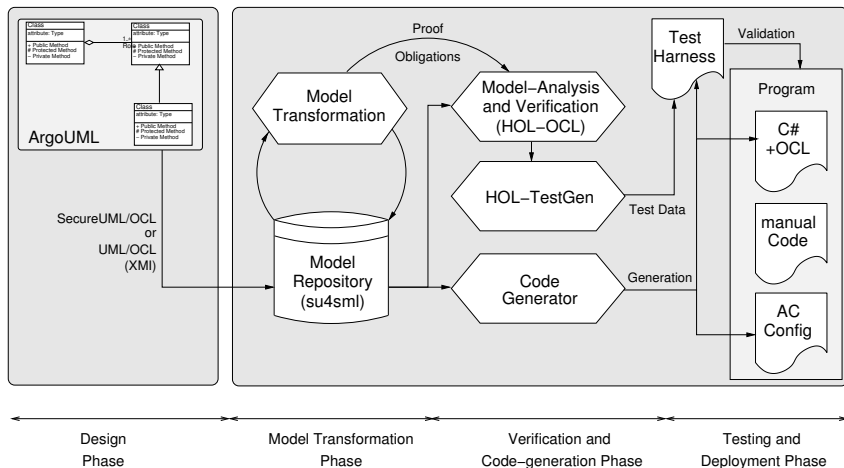 Class
attribute: Type
+ Public Method
# Protected Method
− Private Method
1..*
Role
Class
attribute: Type
+ Public Method
# Protected Method
− Private Method
Class
attribute: Type
+ Public Method
# Protected Method
− Private Method
ArgoUML
SecureUML/OCL
or
UML/OCL
(XMI)
Proof
Obligations
Model
Transformation
Model
Repository
(su4sml)
Model−Analysis
and Verification
(HOL−OCL)
HOL−TestGen
Test Data
Code
Generator
Generation
Test
Harness
Validation
Program
C#
+OCL
manual
Code
AC
Config
Design
Phase
Model Transformation
Phase
Verification and
Code−generation Phase
Testing and
Deployment Phase